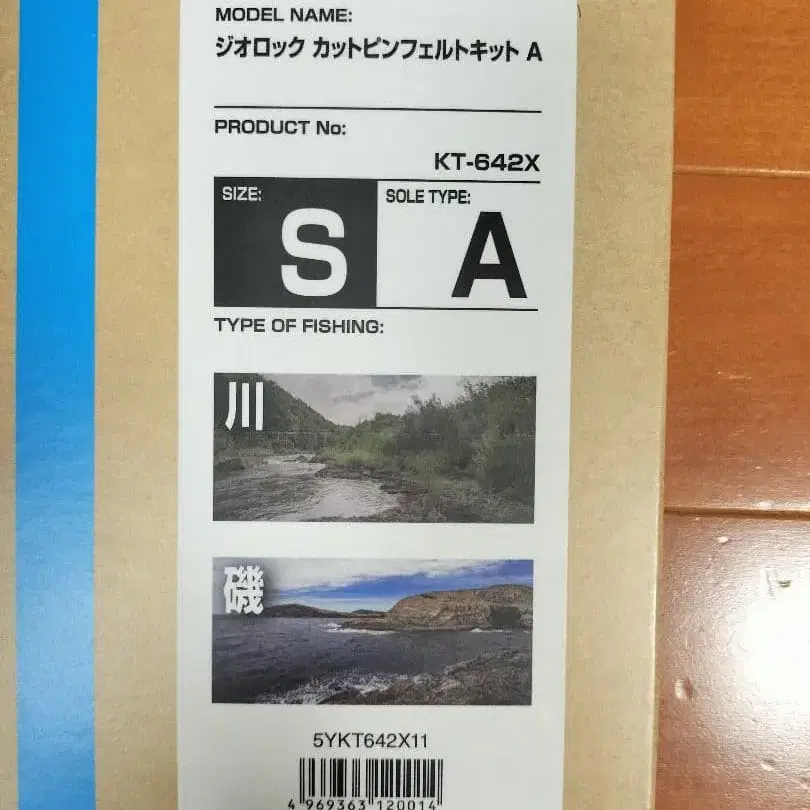 MODEL NAME:
ジオロック カットピンフェルトキット A
PRODUCT No:
KT-642X
SIZE:
S
SOLE TYPE:
A
TYPE OF FISHING:
川
磯
5YKT642X11
4 969363 120014